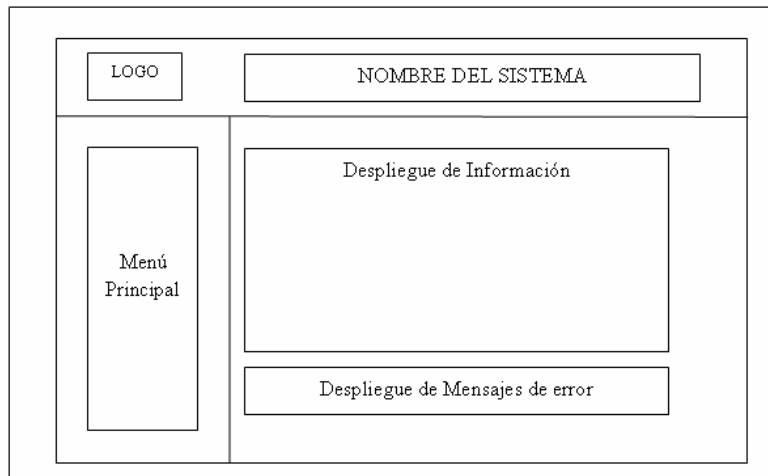 LOGO
NOMBRE DEL SISTEMA
Menú
Principal
Despliegue de Información
Despliegue de Mensajes de error